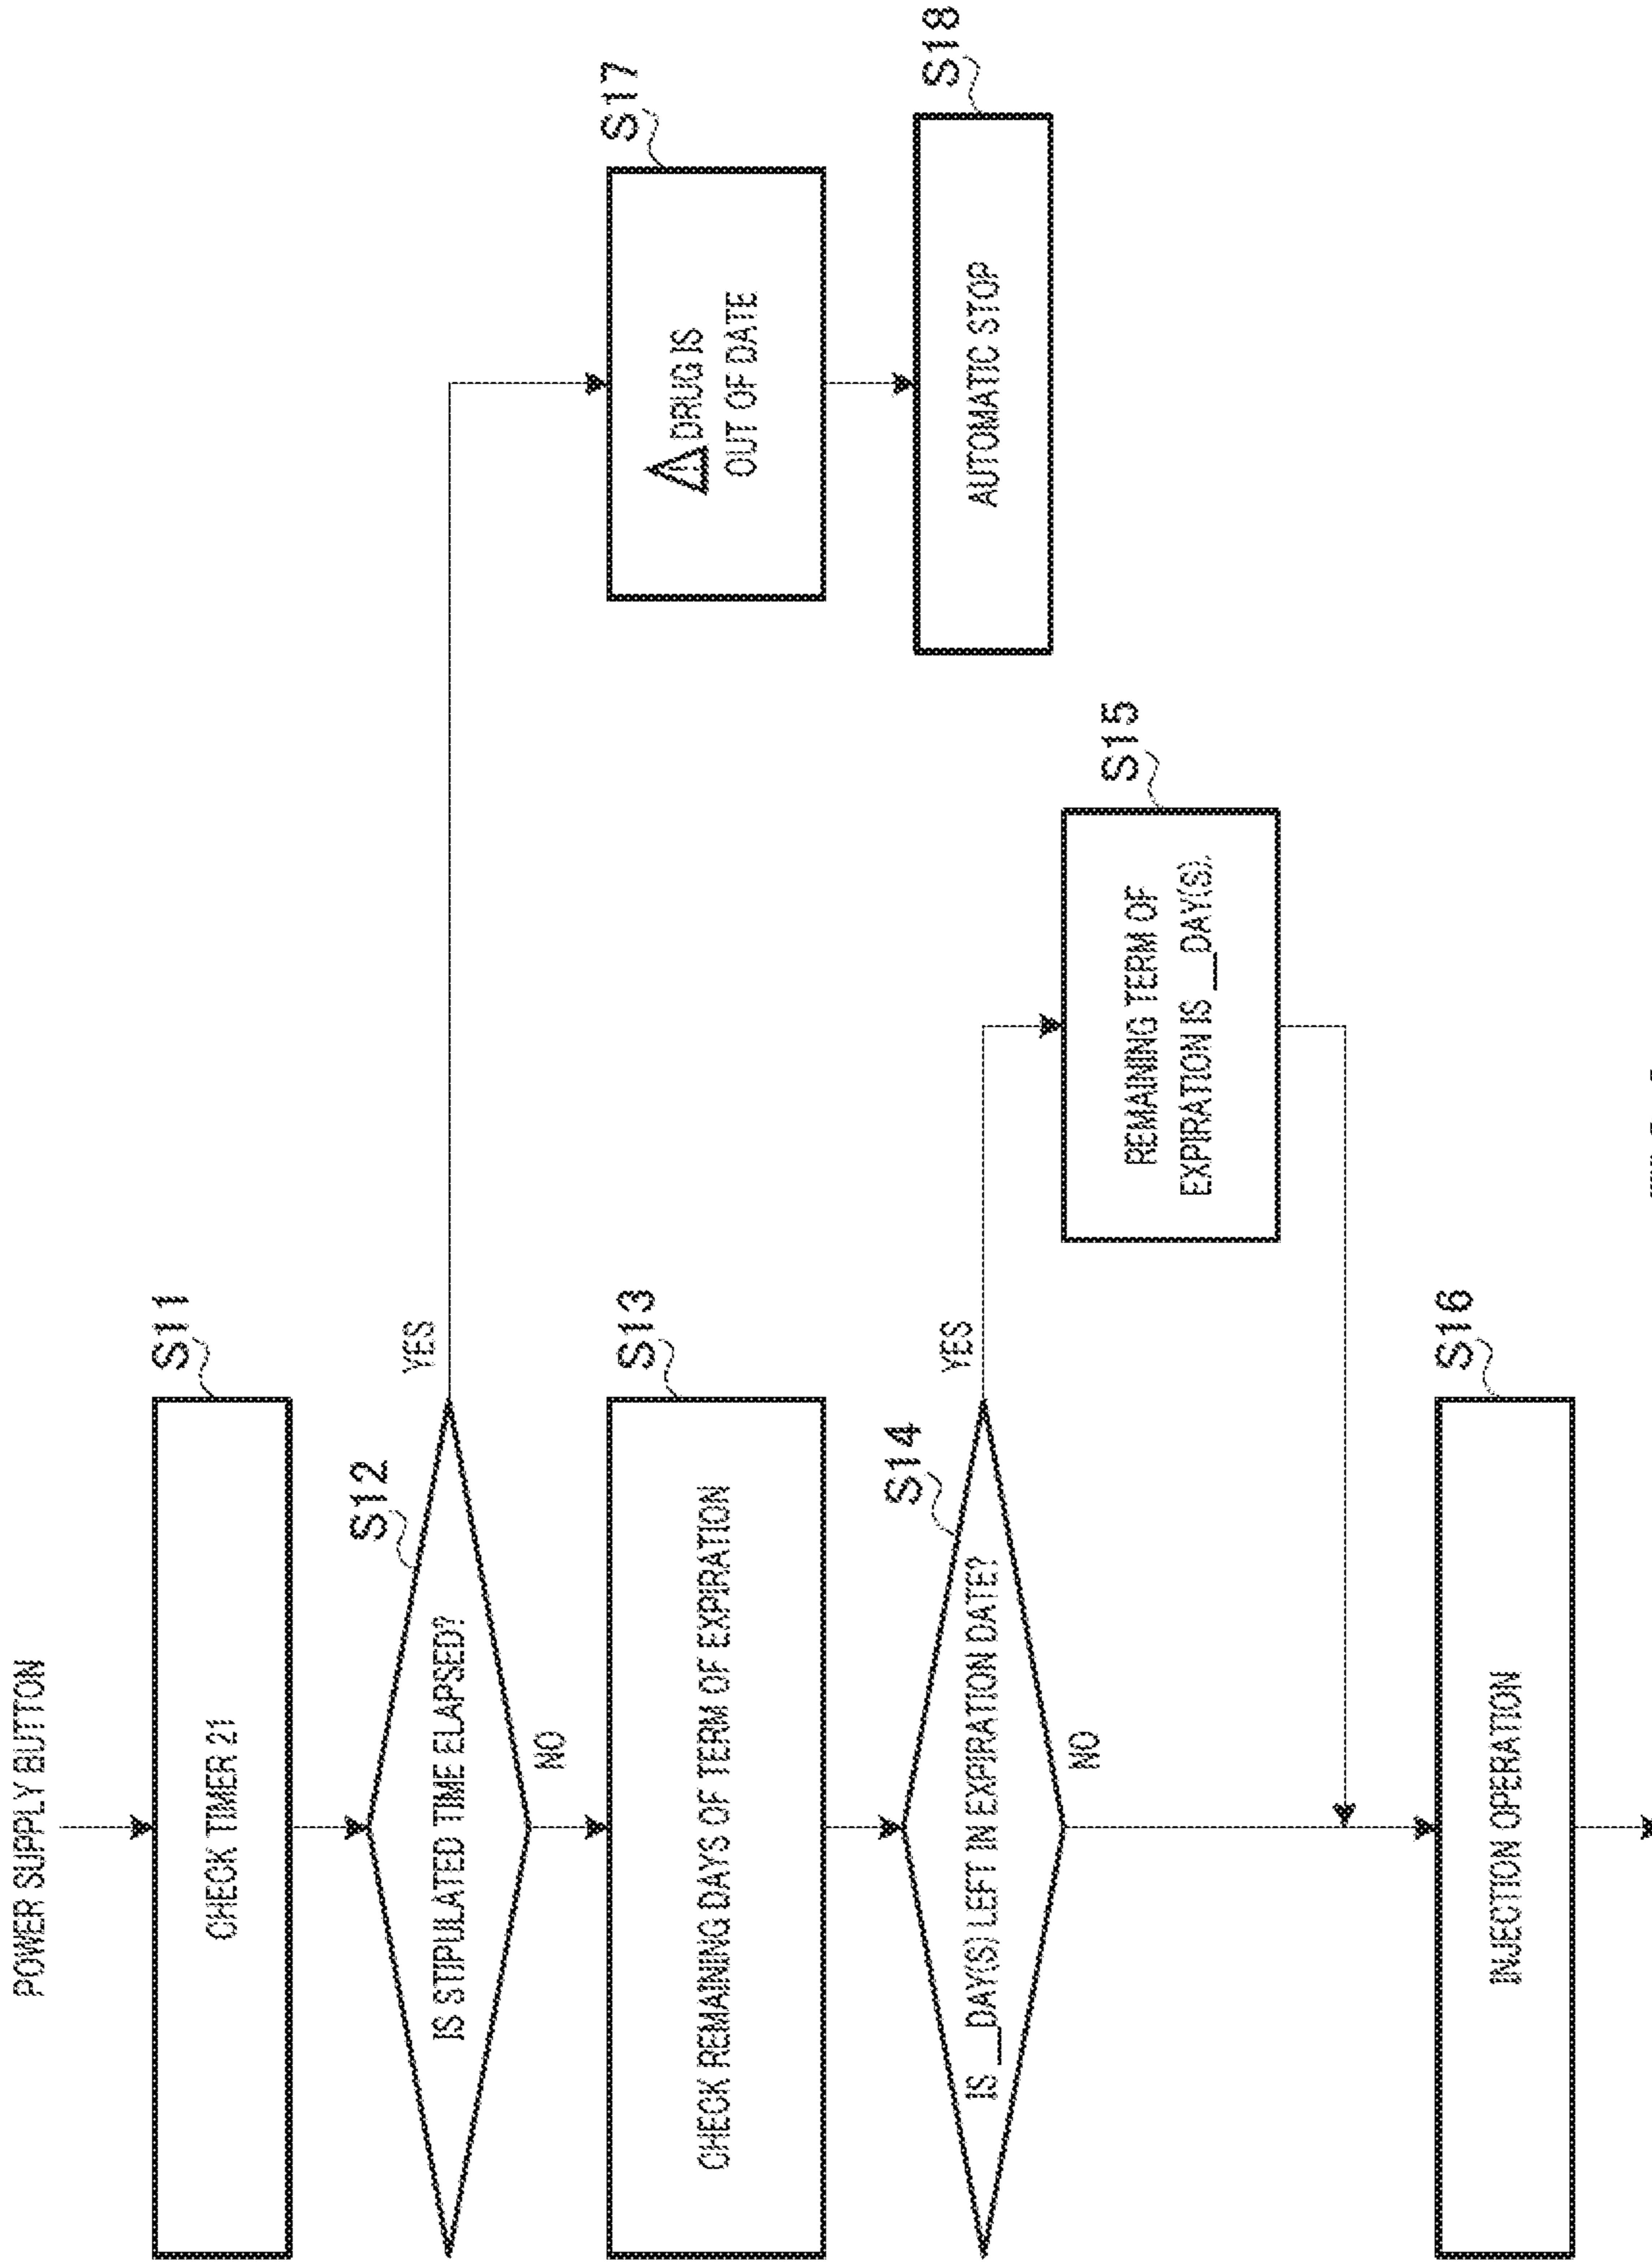 POWER SUPPLY BUTTON
S11
CHECK TIMER 21
S12
IS STIPULATED TIME ELAPSED?
YES
NO
S13
CHECK REMAINING DAYS OF TERM OF EXPIRATION
S14
IS __DAY(S) LEFT IN EXPIRATION DATE?
YES
NO
S15
REMAINING TERM OF
EXPIRATION IS __DAY(S).
S16
INJECTION OPERATION
S17
DRUG IS
OUT OF DATE
S18
AUTOMATIC STOP